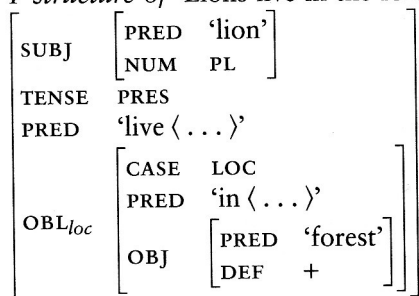 SUBJ [PRED ‘lion’
NUM PL]
TENSE PRES
PRED ‘live ⟨...⟩’
OBLloc [CASE LOC
PRED ‘in ⟨...⟩’
OBJ [PRED ‘forest’
DEF +]]